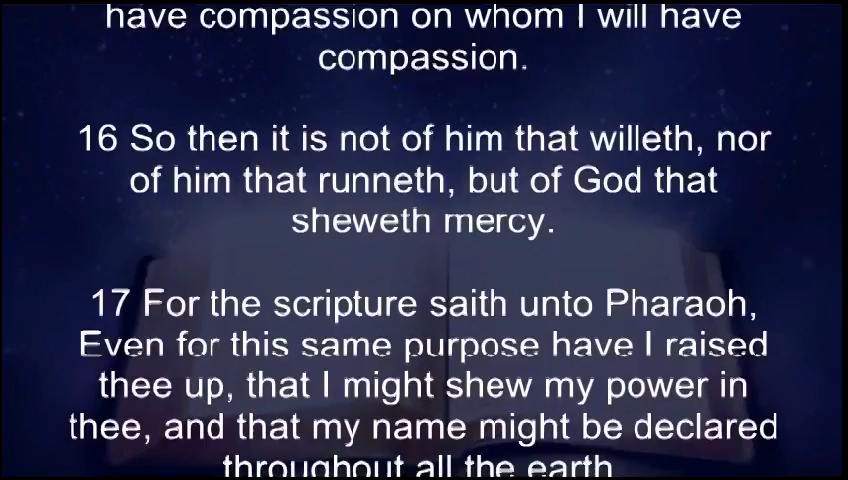 have compassion on whom I will have
compassion.
16 So then it is not of him that willeth, nor
of him that runneth, but of God that
sheweth mercy.
17 For the scripture saith unto Pharaoh,
Even for this same purpose have I raised
thee up, that I might shew my power in
thee, and that my name might be declared
throughout all the earth